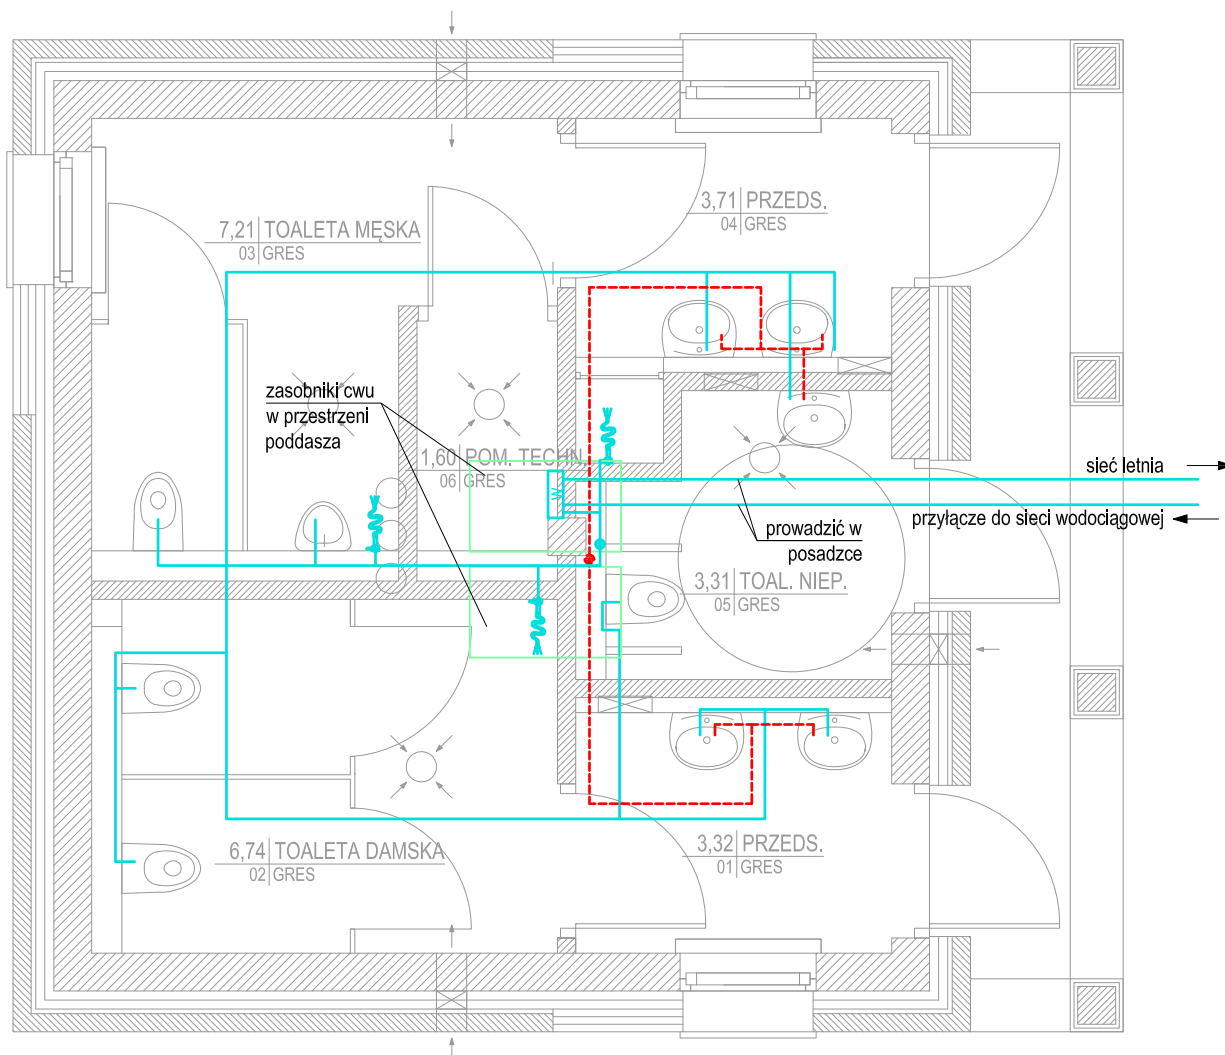 3,71 PRZEDS.
04 GRES
7,21 TOALETA MĘSKA
03 GRES
zasobniki cwu
w przestrzeni
poddasza
1,60 POM. TECHN.
06 GRES
sieć letnia
W
przyłącze do sieci wodociągowej
prowadzić w
posadzce
3,31 TOAL. NIEP.
05 GRES
3,32 PRZEDS.
01 GRES
6,74 TOALETA DAMSKA
02 GRES